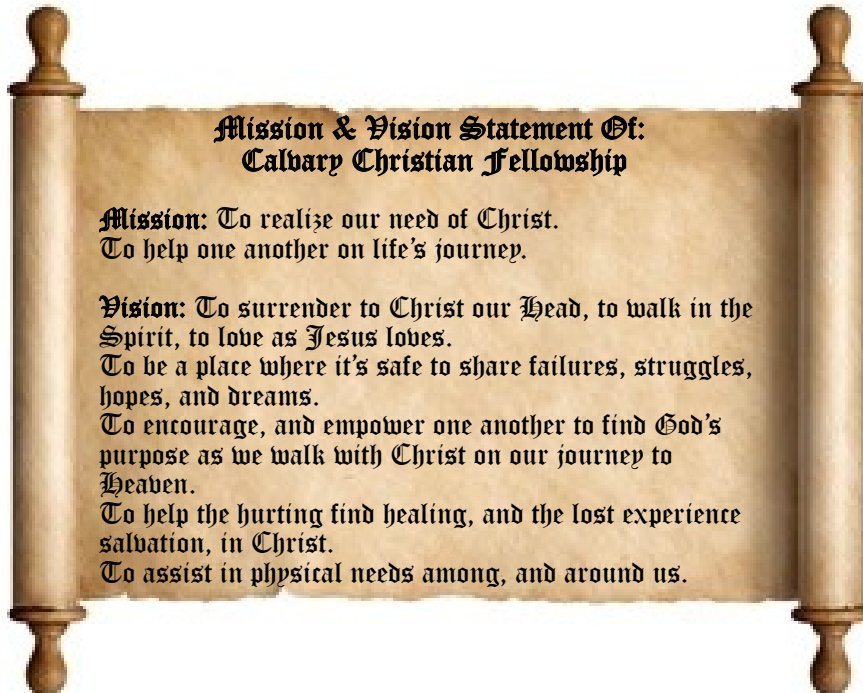 Mission & Vision Statement Of:
Calvary Christian Fellowship
Mission: To realize our need of Christ.
To help one another on life's journey.
Vision: To surrender to Christ our Head, to walk in the
Spirit, to love as Jesus loves.
To be a place where it's safe to share failures, struggles,
hopes, and dreams.
To encourage, and empower one another to find God's
purpose as we walk with Christ on our journey to
Heaven.
To help the hurting find healing, and the lost experience
salvation, in Christ.
To assist in physical needs among, and around us.